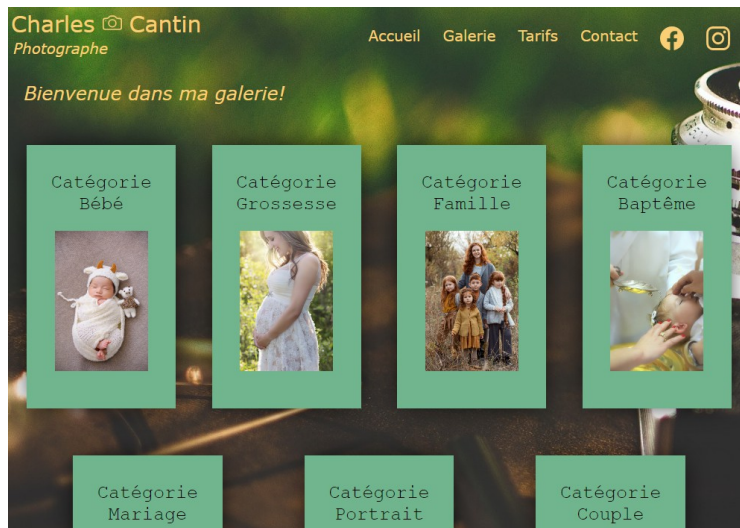 Charles Cantin
Photographe
Accueil Galerie Tarifs Contact
Bienvenue dans ma galerie!
Catégorie
Bébé
Catégorie
Grossesse
Catégorie
Famille
Catégorie
Baptême
Catégorie
Mariage
Catégorie
Portrait
Catégorie
Couple